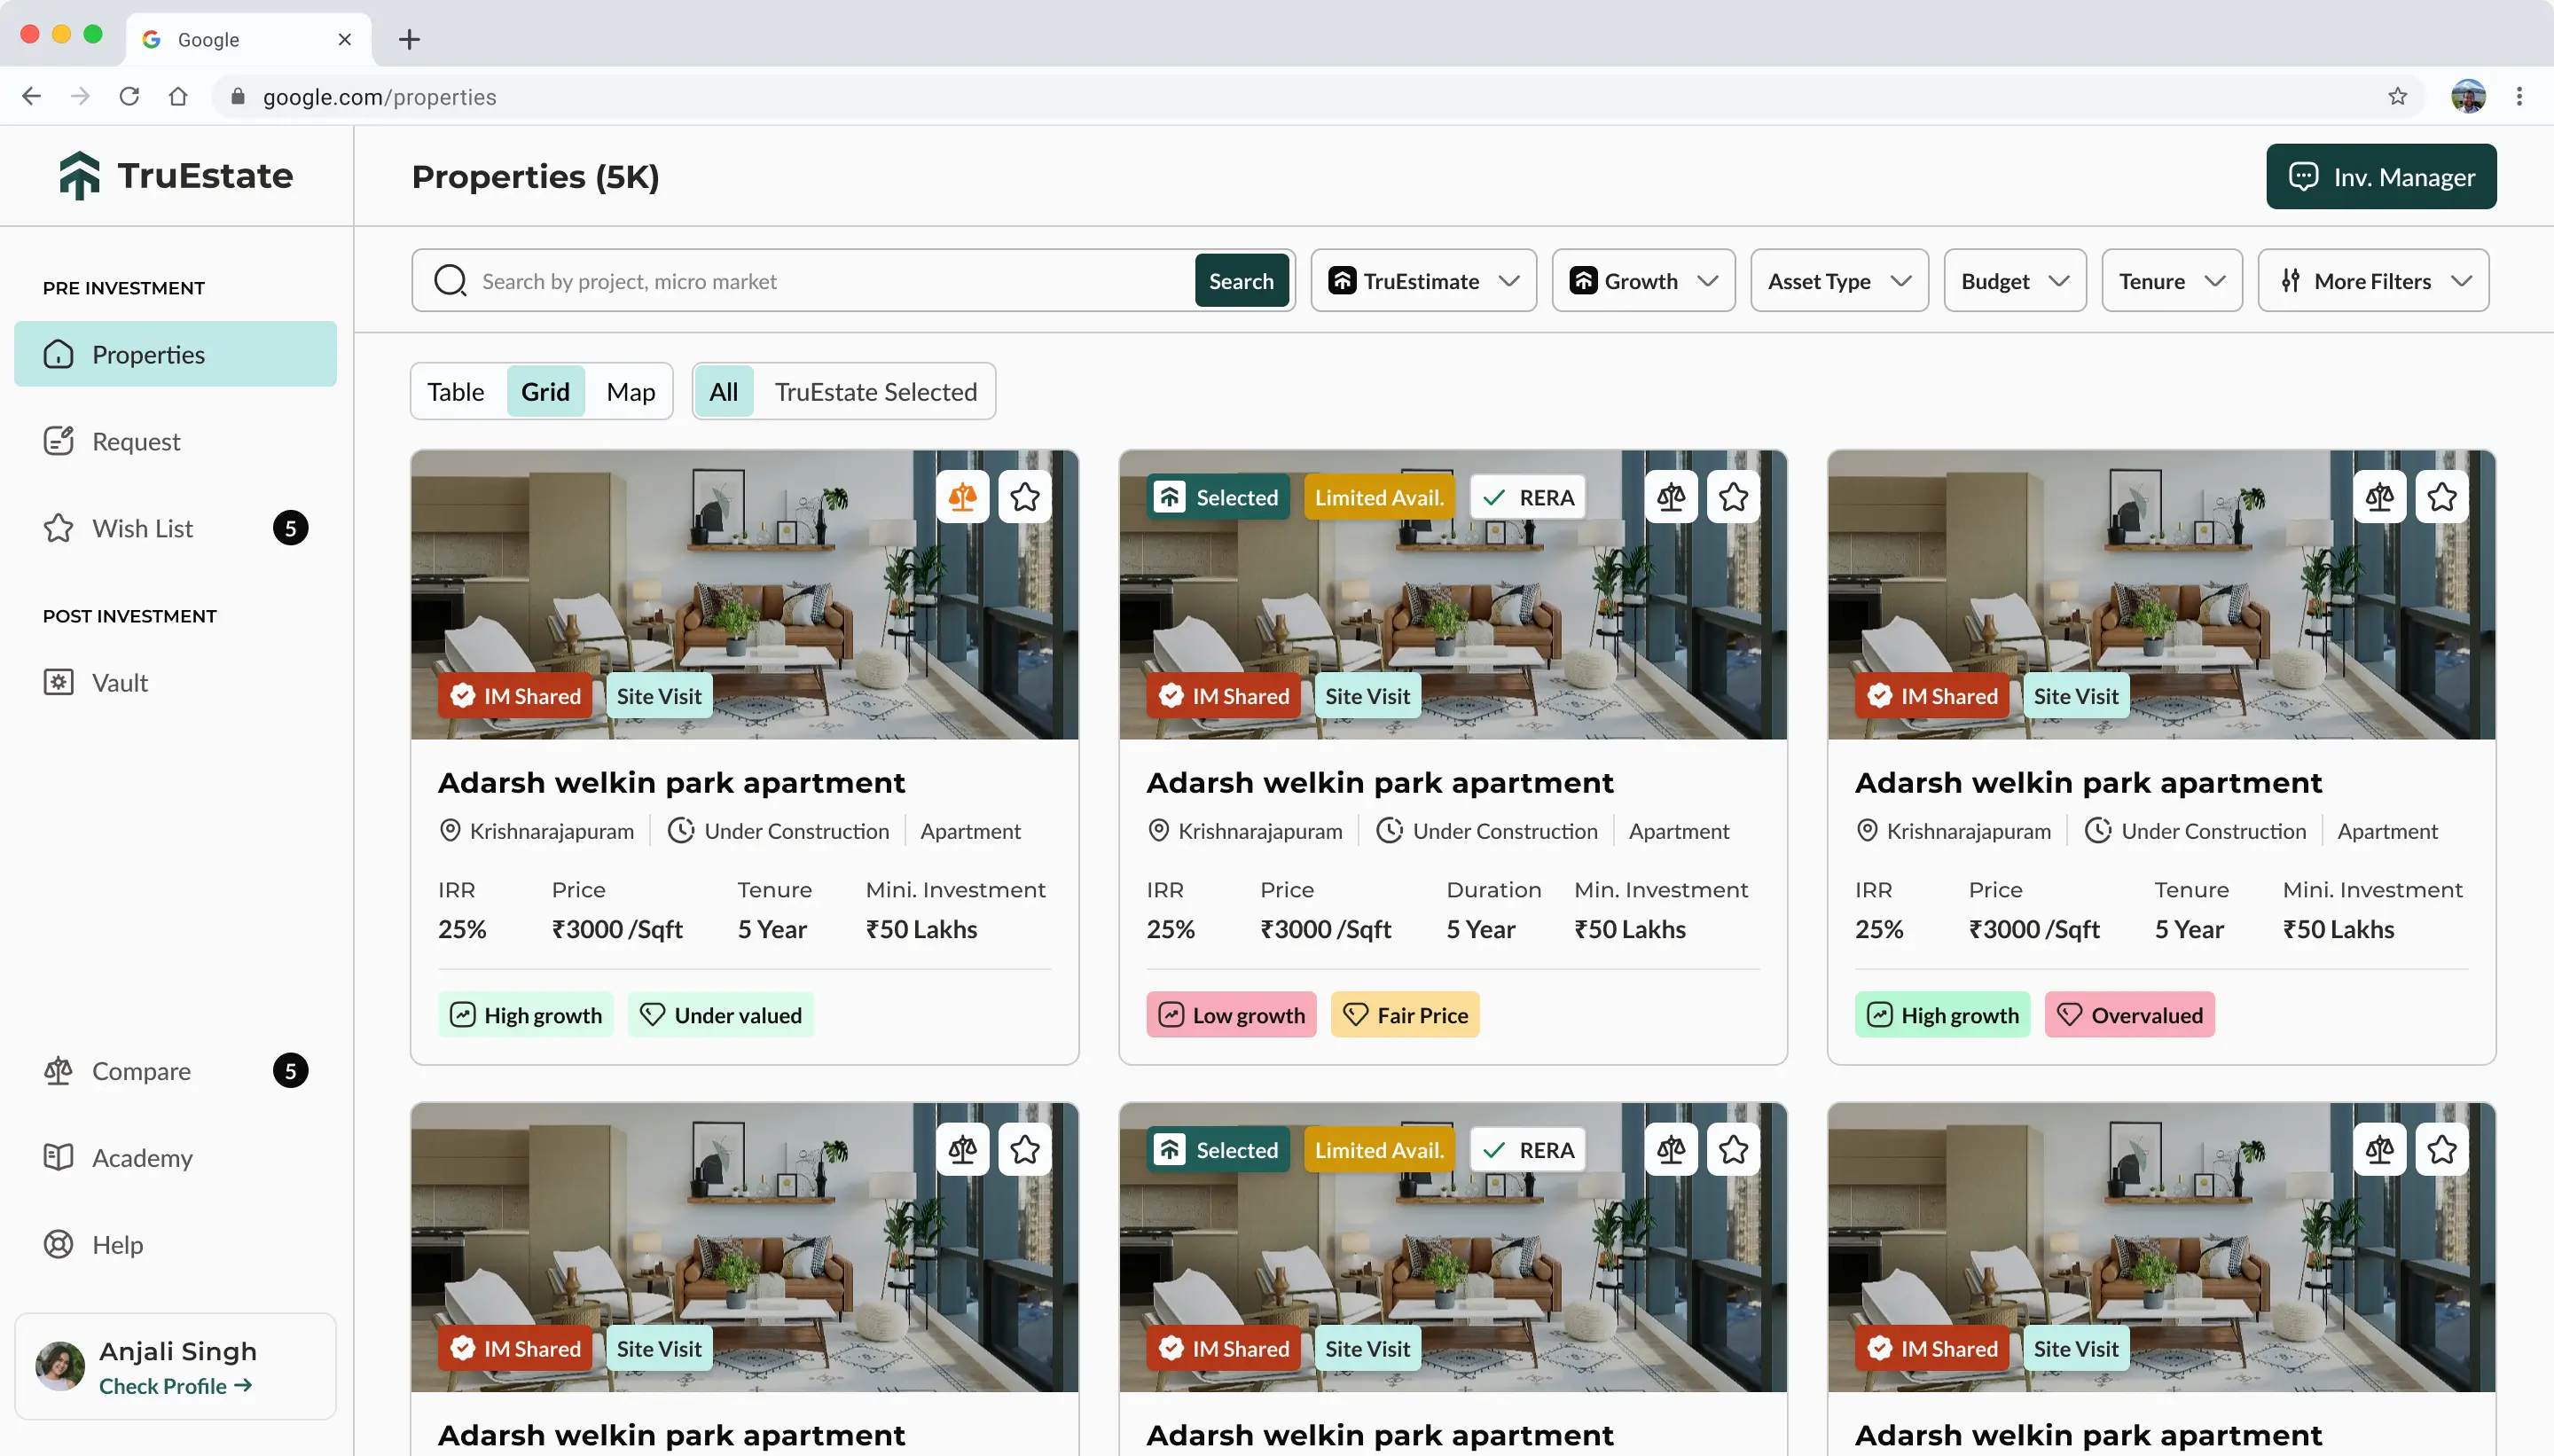 Google
google.com/properties
TruEstate
Properties (5K)
Inv. Manager
PRE INVESTMENT
Properties
Request
Wish List 5
POST INVESTMENT
Vault
Compare 5
Academy
Help
Anjali Singh
Check Profile →
Search by project, micro market
Search
TruEstimate
Growth
Asset Type
Budget
Tenure
More Filters
Table Grid Map
All TruEstate Selected
IM Shared Site Visit
Adarsh welkin park apartment
Krishnarajapuram Under Construction Apartment
IRR Price Tenure Mini. Investment
25% ₹3000 /Sqft 5 Year ₹50 Lakhs
High growth Under valued
Selected Limited Avail. RERA
IM Shared Site Visit
Adarsh welkin park apartment
Krishnarajapuram Under Construction Apartment
IRR Price Duration Min. Investment
25% ₹3000 /Sqft 5 Year ₹50 Lakhs
Low growth Fair Price
IM Shared Site Visit
Adarsh welkin park apartment
Krishnarajapuram Under Construction Apartment
IRR Price Tenure Mini. Investment
25% ₹3000 /Sqft 5 Year ₹50 Lakhs
High growth Overvalued
IM Shared Site Visit
Adarsh welkin park apartment
Selected Limited Avail. RERA
IM Shared Site Visit
Adarsh welkin park apartment
IM Shared Site Visit
Adarsh welkin park apartment